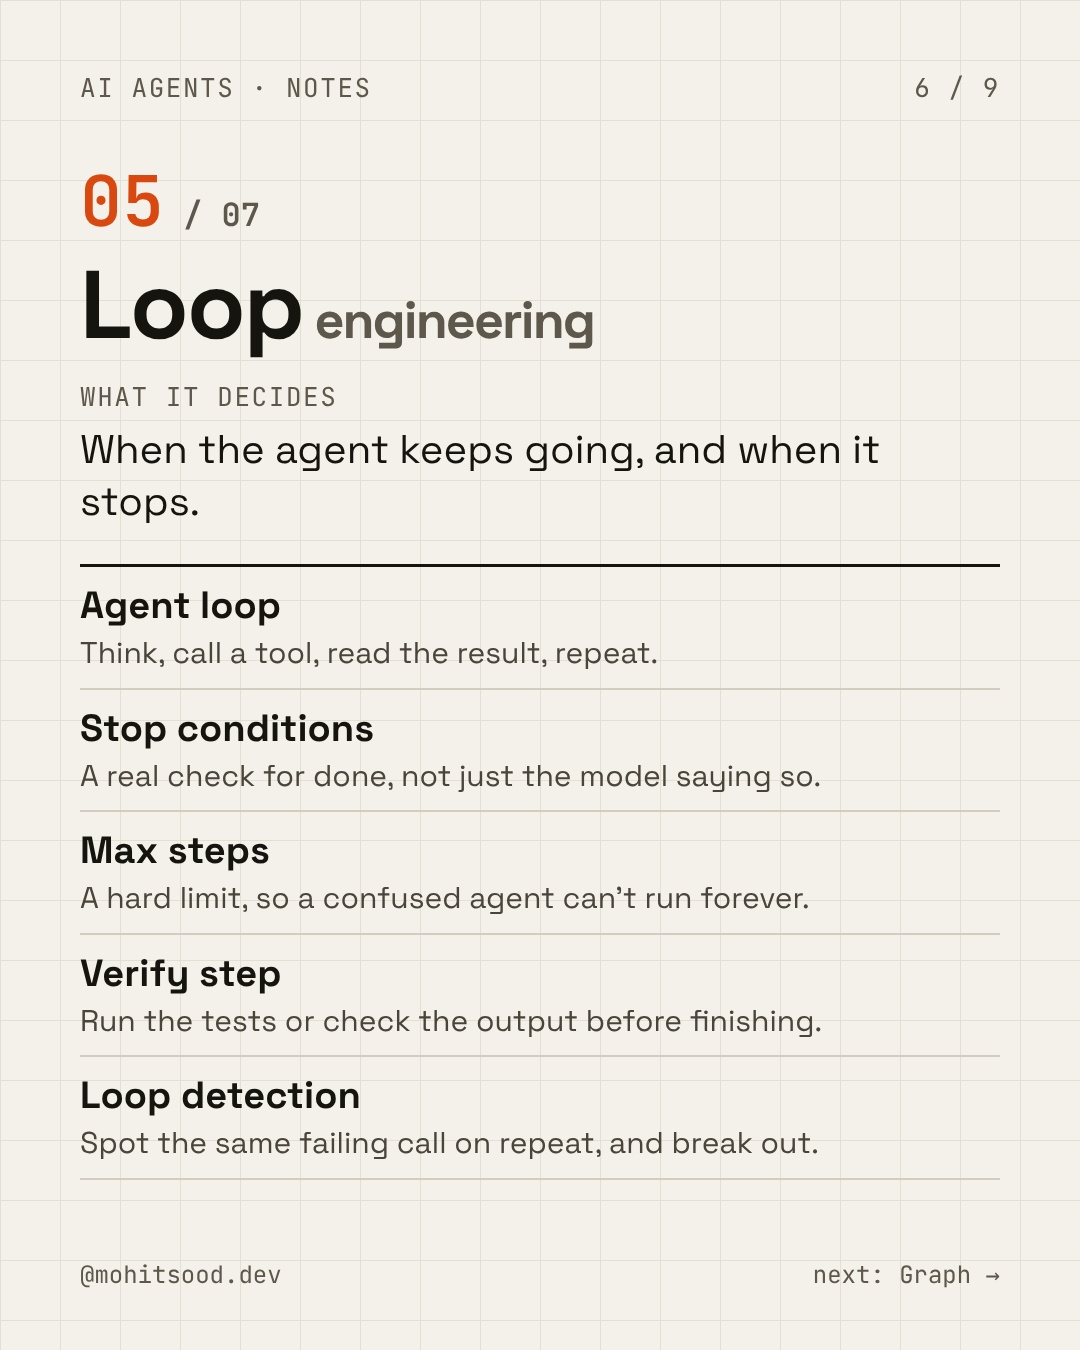 AI AGENTS · NOTES
6 / 9
05 / 07
Loop engineering
WHAT IT DECIDES
When the agent keeps going, and when it
stops.
Agent loop
Think, call a tool, read the result, repeat.
Stop conditions
A real check for done, not just the model saying so.
Max steps
A hard limit, so a confused agent can’t run forever.
Verify step
Run the tests or check the output before finishing.
Loop detection
Spot the same failing call on repeat, and break out.
@mohitsood.dev
next: Graph →